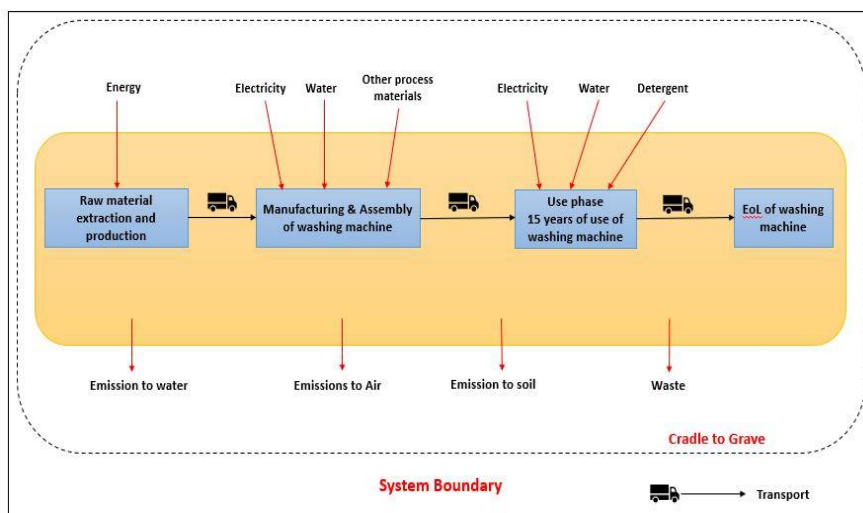 Energy
Electricity
Water
Other process
materials
Electricity
Water
Detergent
Raw material
extraction and
production
Manufacturing & Assembly
of washing machine
Use phase
15 years of use of
washing machine
EoL of washing
machine
Emission to water
Emissions to Air
Emission to soil
Waste
Cradle to Grave
System Boundary
Transport